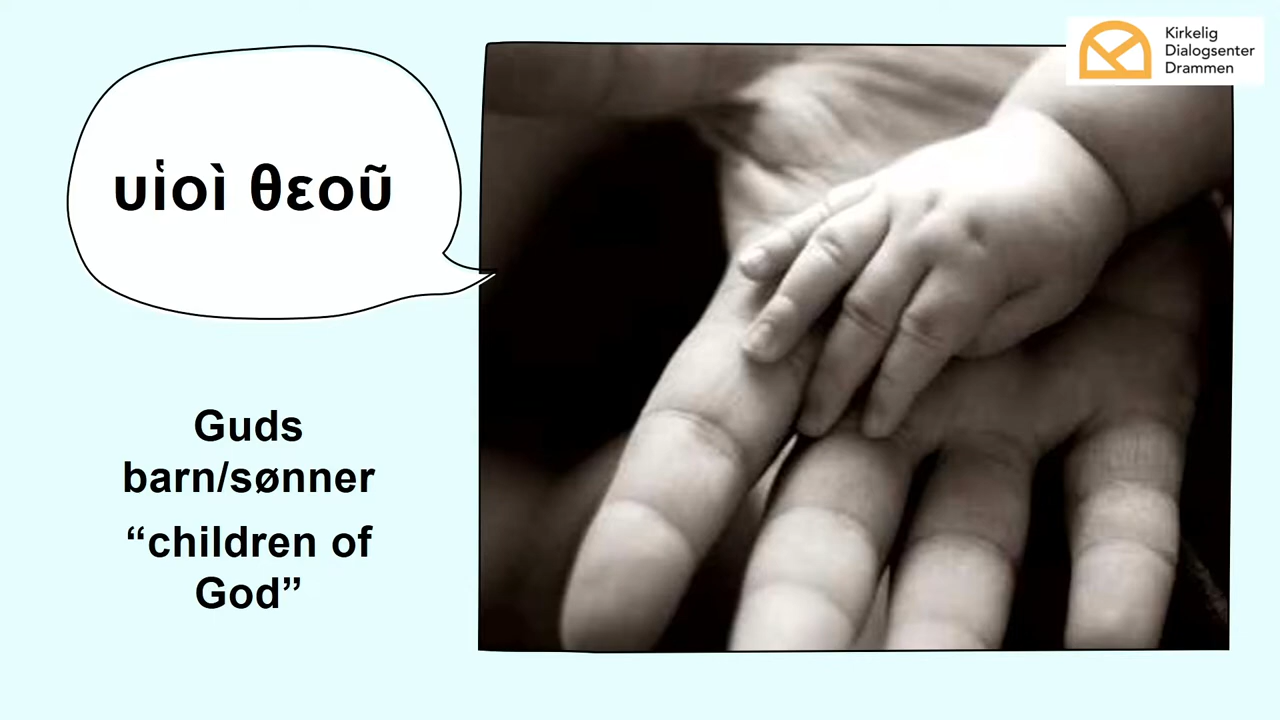 υἱοὶ θεοῦ
Guds
barn/sønner
“children of
God”
Kirkelig
Dialogsenter
Drammen